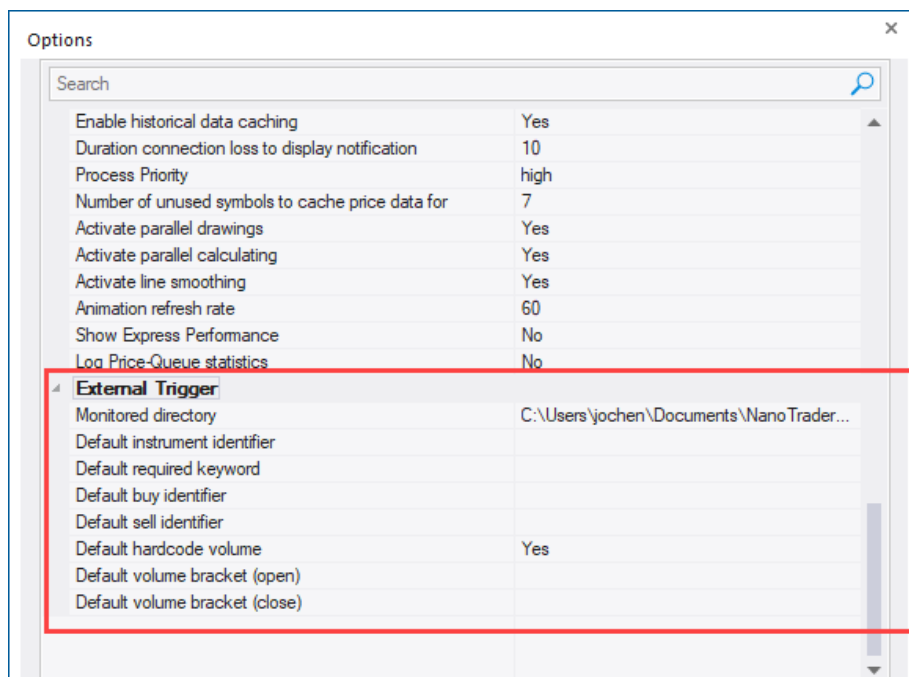 Options
Search
Enable historical data caching Yes
Duration connection loss to display notification 10
Process Priority high
Number of unused symbols to cache price data for 7
Activate parallel drawings Yes
Activate parallel calculating Yes
Activate line smoothing Yes
Animation refresh rate 60
Show Express Performance No
Log Price-Queue statistics No
External Trigger
Monitored directory C:\Users\jochen\Documents\NanoTrader...
Default instrument identifier
Default required keyword
Default buy identifier
Default sell identifier
Default hardcode volume Yes
Default volume bracket (open)
Default volume bracket (close)